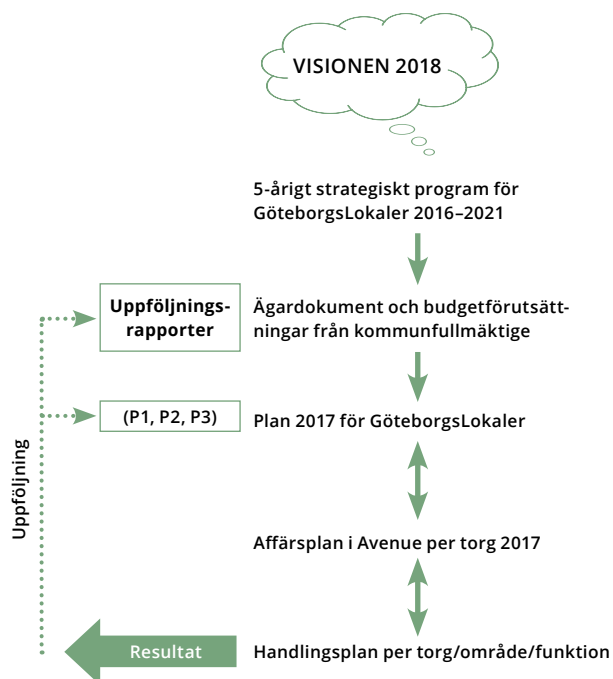 VISIONEN 2018
5-årigt strategiskt program för
GöteborgsLokaler 2016–2021
Uppföljnings-
rapporter
Ägardokument och budgetförutsätt-
ningar från kommunfullmäktige
(P1, P2, P3)
Plan 2017 för GöteborgsLokaler
Uppföljning
Affärsplan i Avenue per torg 2017
Resultat
Handlingsplan per torg/område/funktion